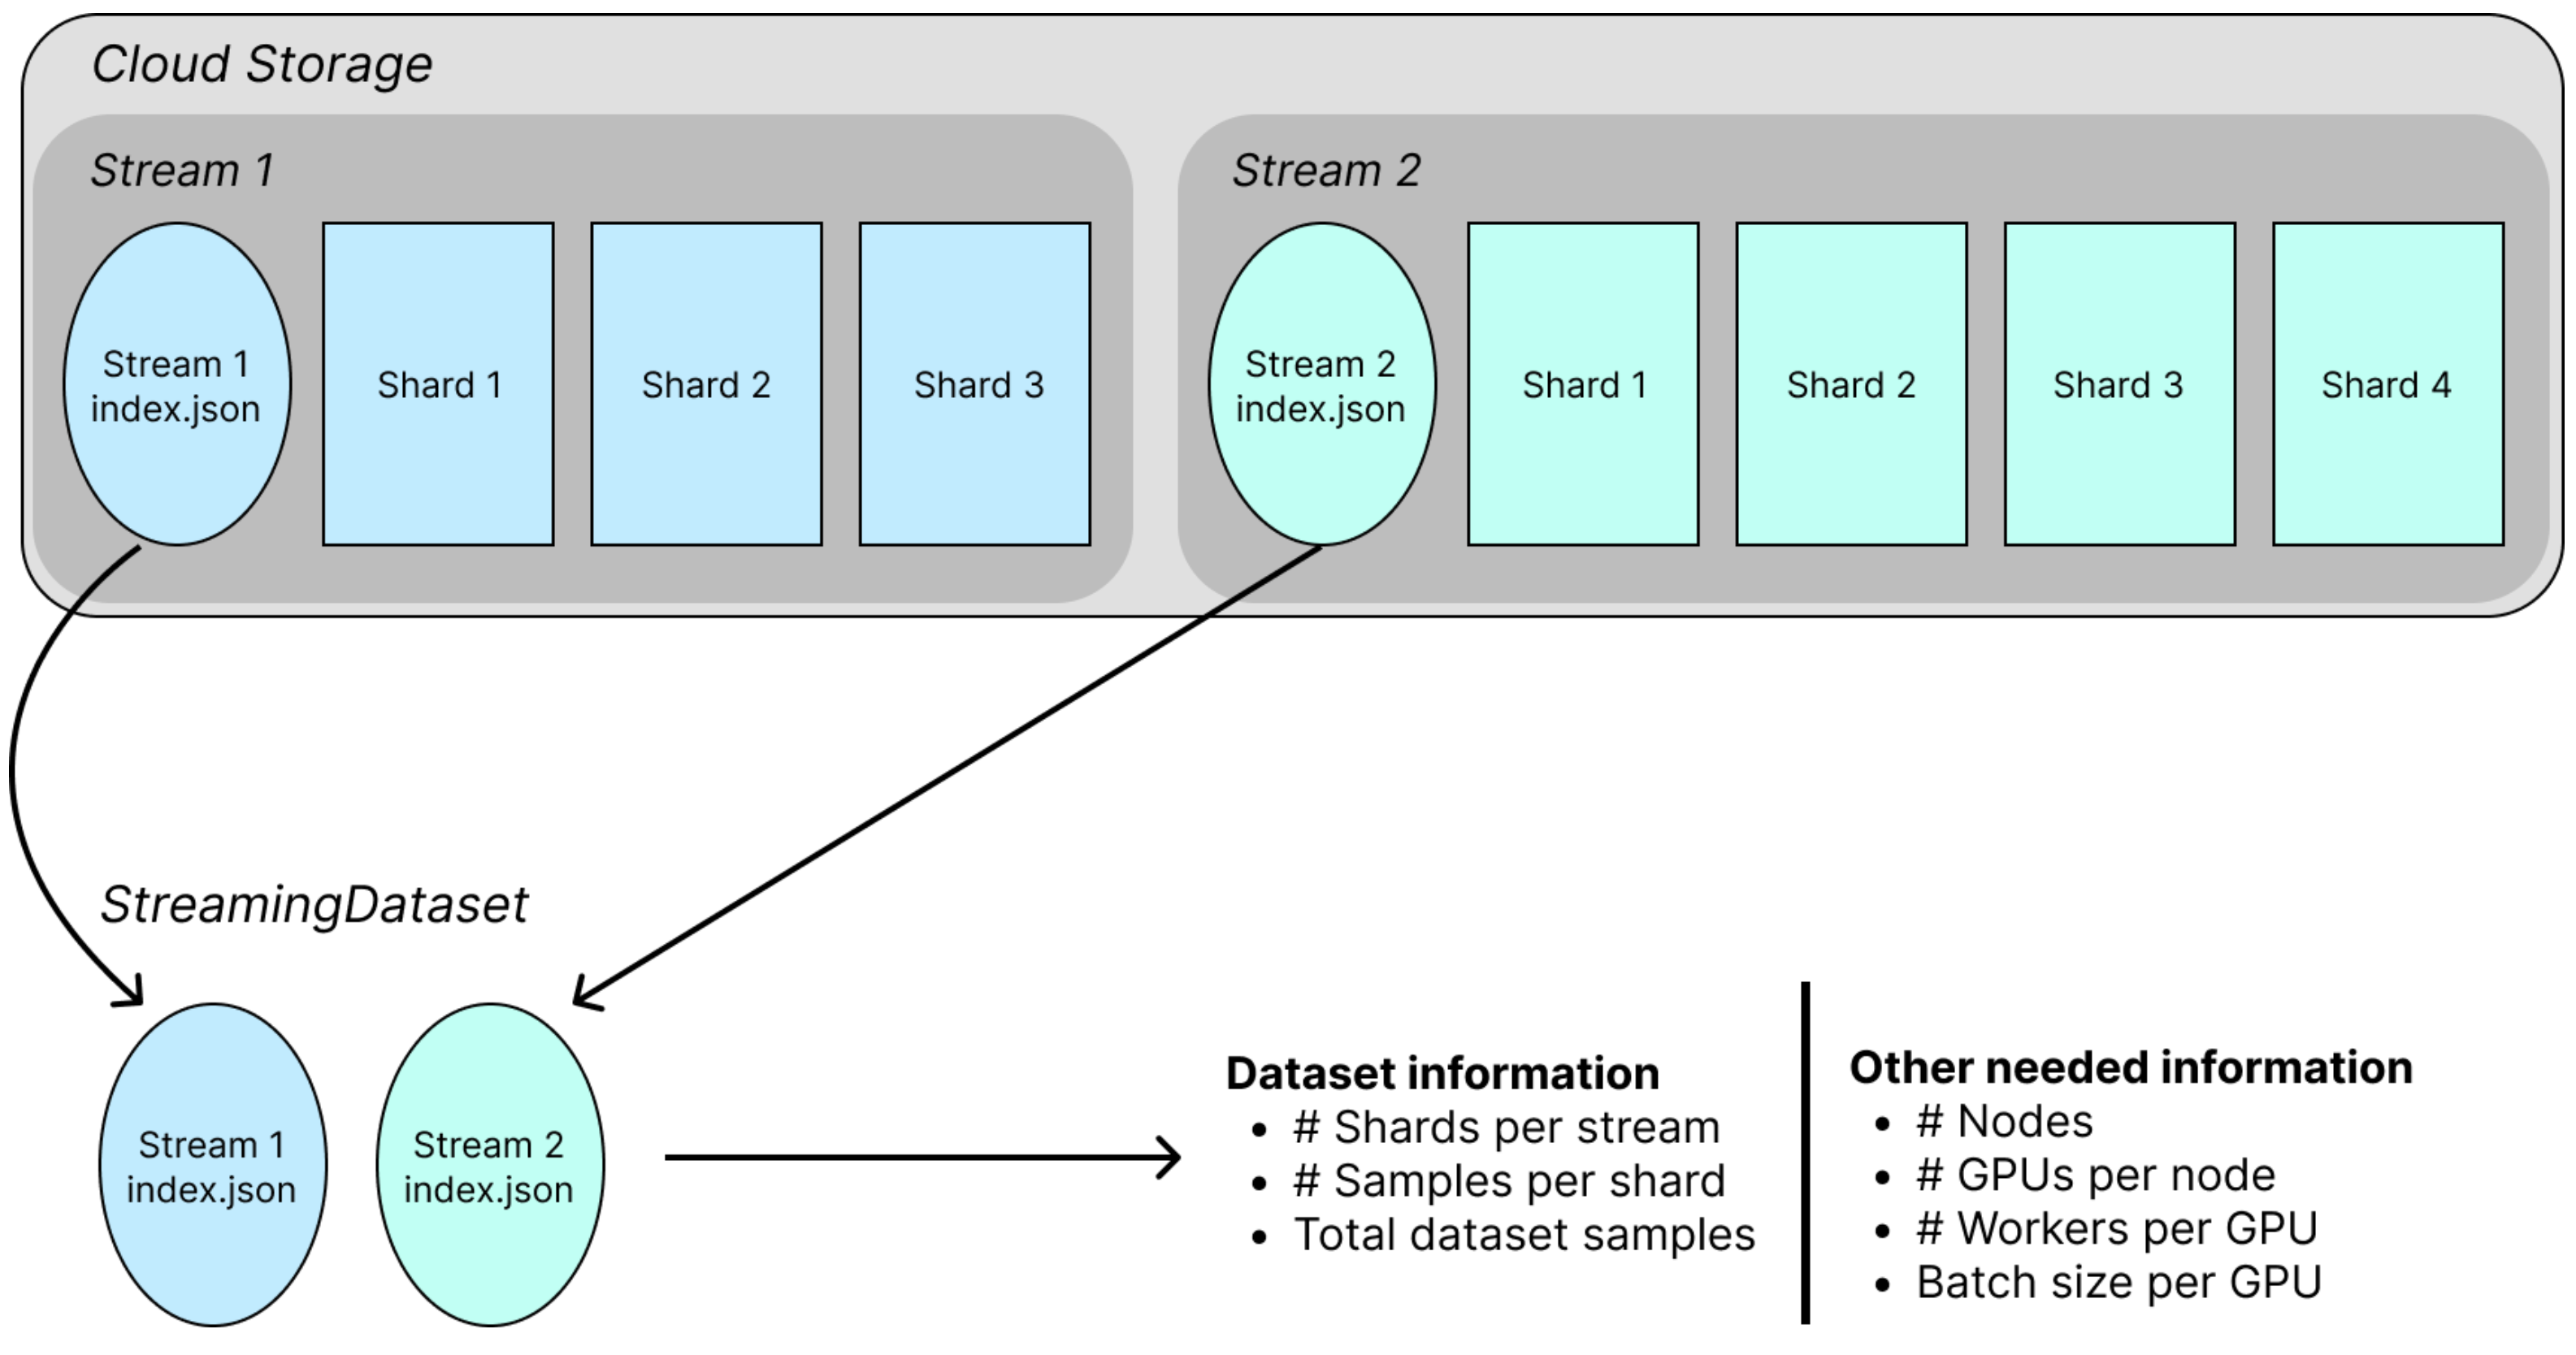 Cloud Storage
Stream 1
Stream 1
index.json
Shard 1
Shard 2
Shard 3
Stream 2
Stream 2
index.json
Shard 1
Shard 2
Shard 3
Shard 4
StreamingDataset
Stream 1
index.json
Stream 2
index.json
Dataset information
• # Shards per stream
• # Samples per shard
• Total dataset samples
Other needed information
• # Nodes
• # GPUs per node
• # Workers per GPU
• Batch size per GPU